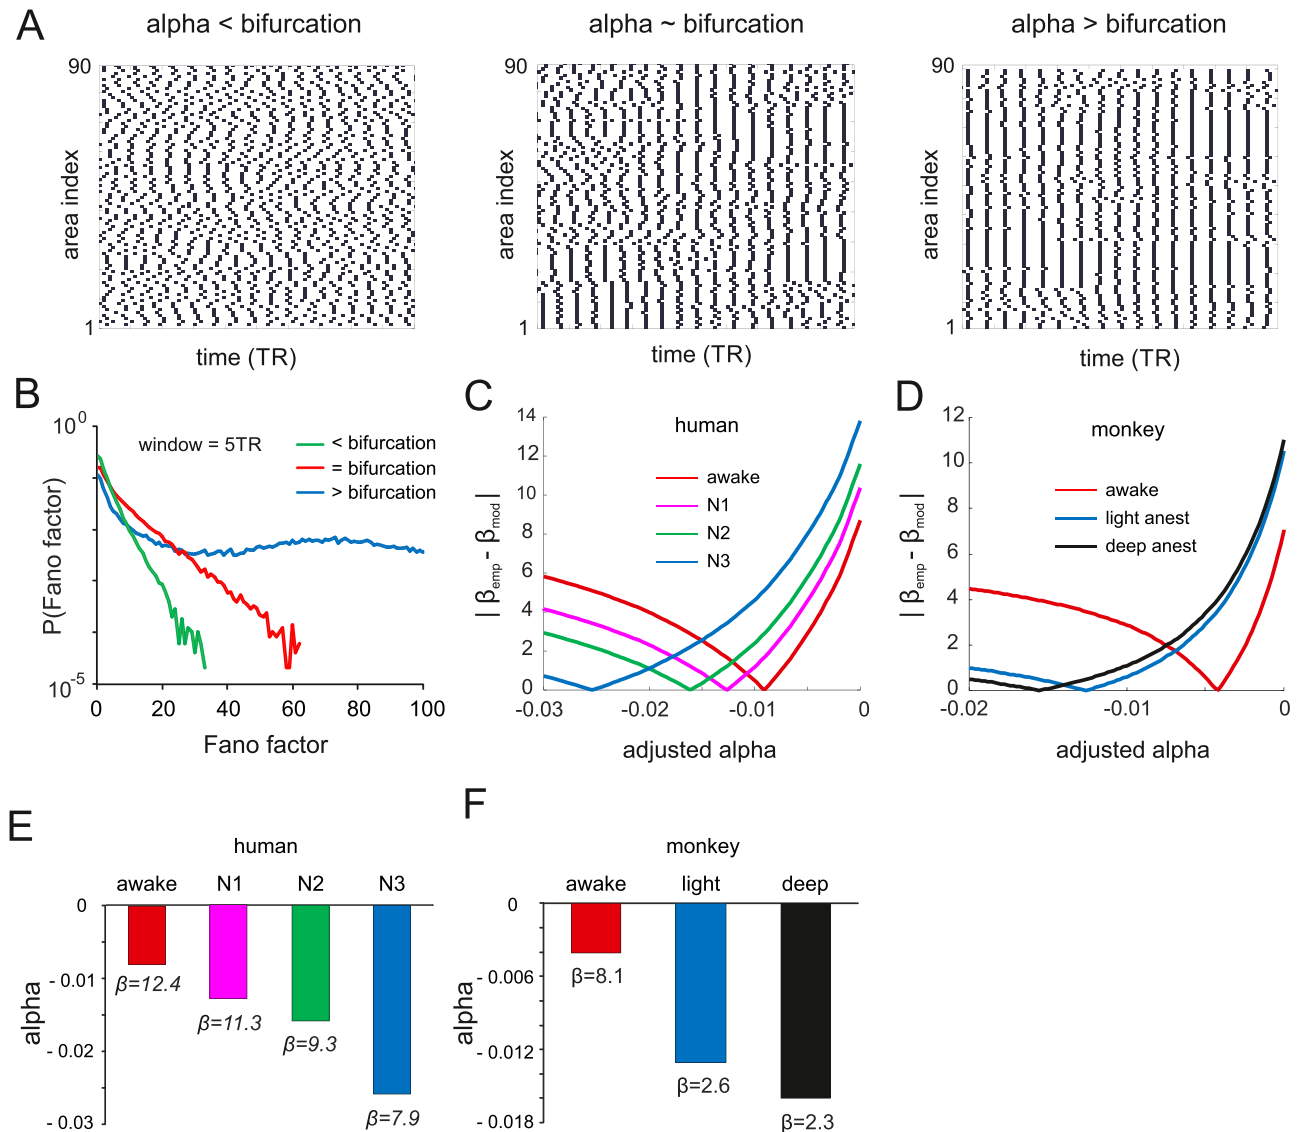 A
alpha < bifurcation
alpha ~ bifurcation
alpha > bifurcation
90
area index
1
time (TR)
90
area index
1
time (TR)
90
area index
1
time (TR)
B
10^0
P(Fano factor)
10^-5
window = 5TR
< bifurcation
= bifurcation
> bifurcation
0 20 40 60 80 100
Fano factor
C
human
awake
N1
N2
N3
| β_emp - β_mod |
14
12
10
8
6
4
2
0
-0.03 -0.02 -0.01 0
adjusted alpha
D
monkey
awake
light anest
deep anest
| β_emp - β_mod |
12
10
8
6
4
2
0
-0.02 -0.01 0
adjusted alpha
E
human
awake N1 N2 N3
alpha
0
- 0.01
- 0.02
- 0.03
β=12.4
β=11.3
β=9.3
β=7.9
F
monkey
awake light deep
alpha
0
- 0.006
- 0.012
-0.018
β=8.1
β=2.6
β=2.3